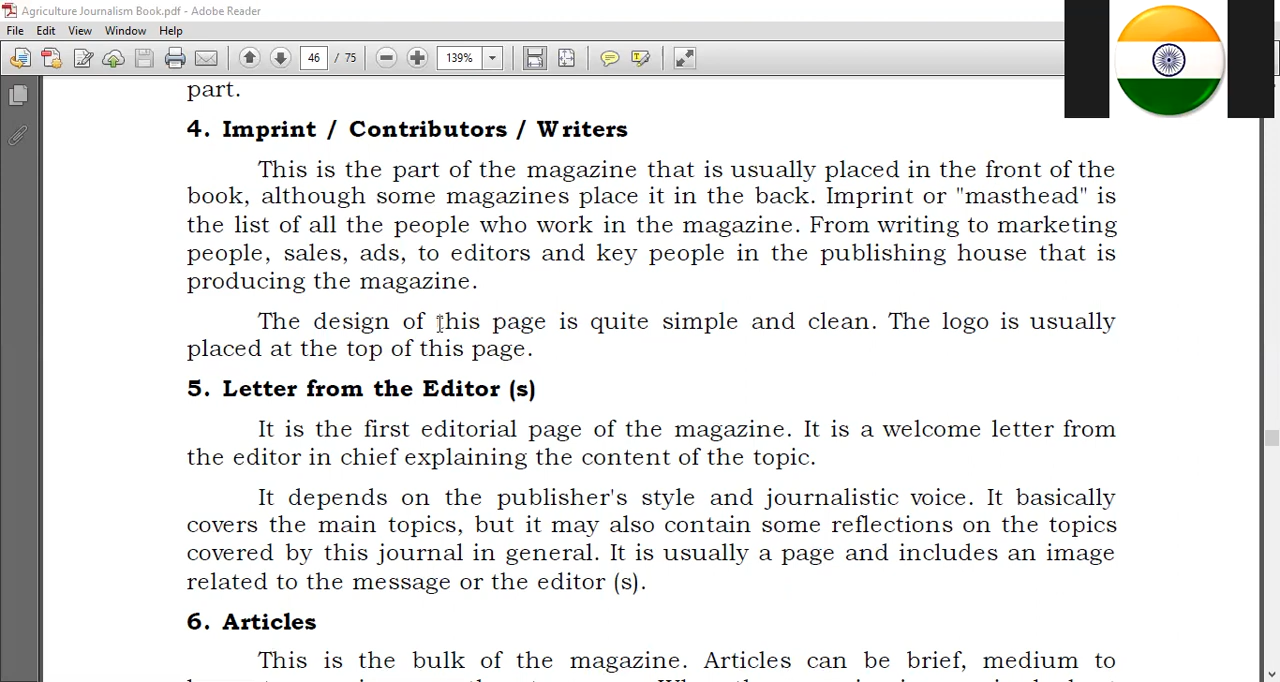 Agriculture Journalism Book.pdf - Adobe Reader
File Edit View Window Help
46 / 75 139%
part.
4. Imprint / Contributors / Writers
This is the part of the magazine that is usually placed in the front of the
book, although some magazines place it in the back. Imprint or "masthead" is
the list of all the people who work in the magazine. From writing to marketing
people, sales, ads, to editors and key people in the publishing house that is
producing the magazine.
The design of this page is quite simple and clean. The logo is usually
placed at the top of this page.
5. Letter from the Editor (s)
It is the first editorial page of the magazine. It is a welcome letter from
the editor in chief explaining the content of the topic.
It depends on the publisher's style and journalistic voice. It basically
covers the main topics, but it may also contain some reflections on the topics
covered by this journal in general. It is usually a page and includes an image
related to the message or the editor (s).
6. Articles
This is the bulk of the magazine. Articles can be brief, medium to